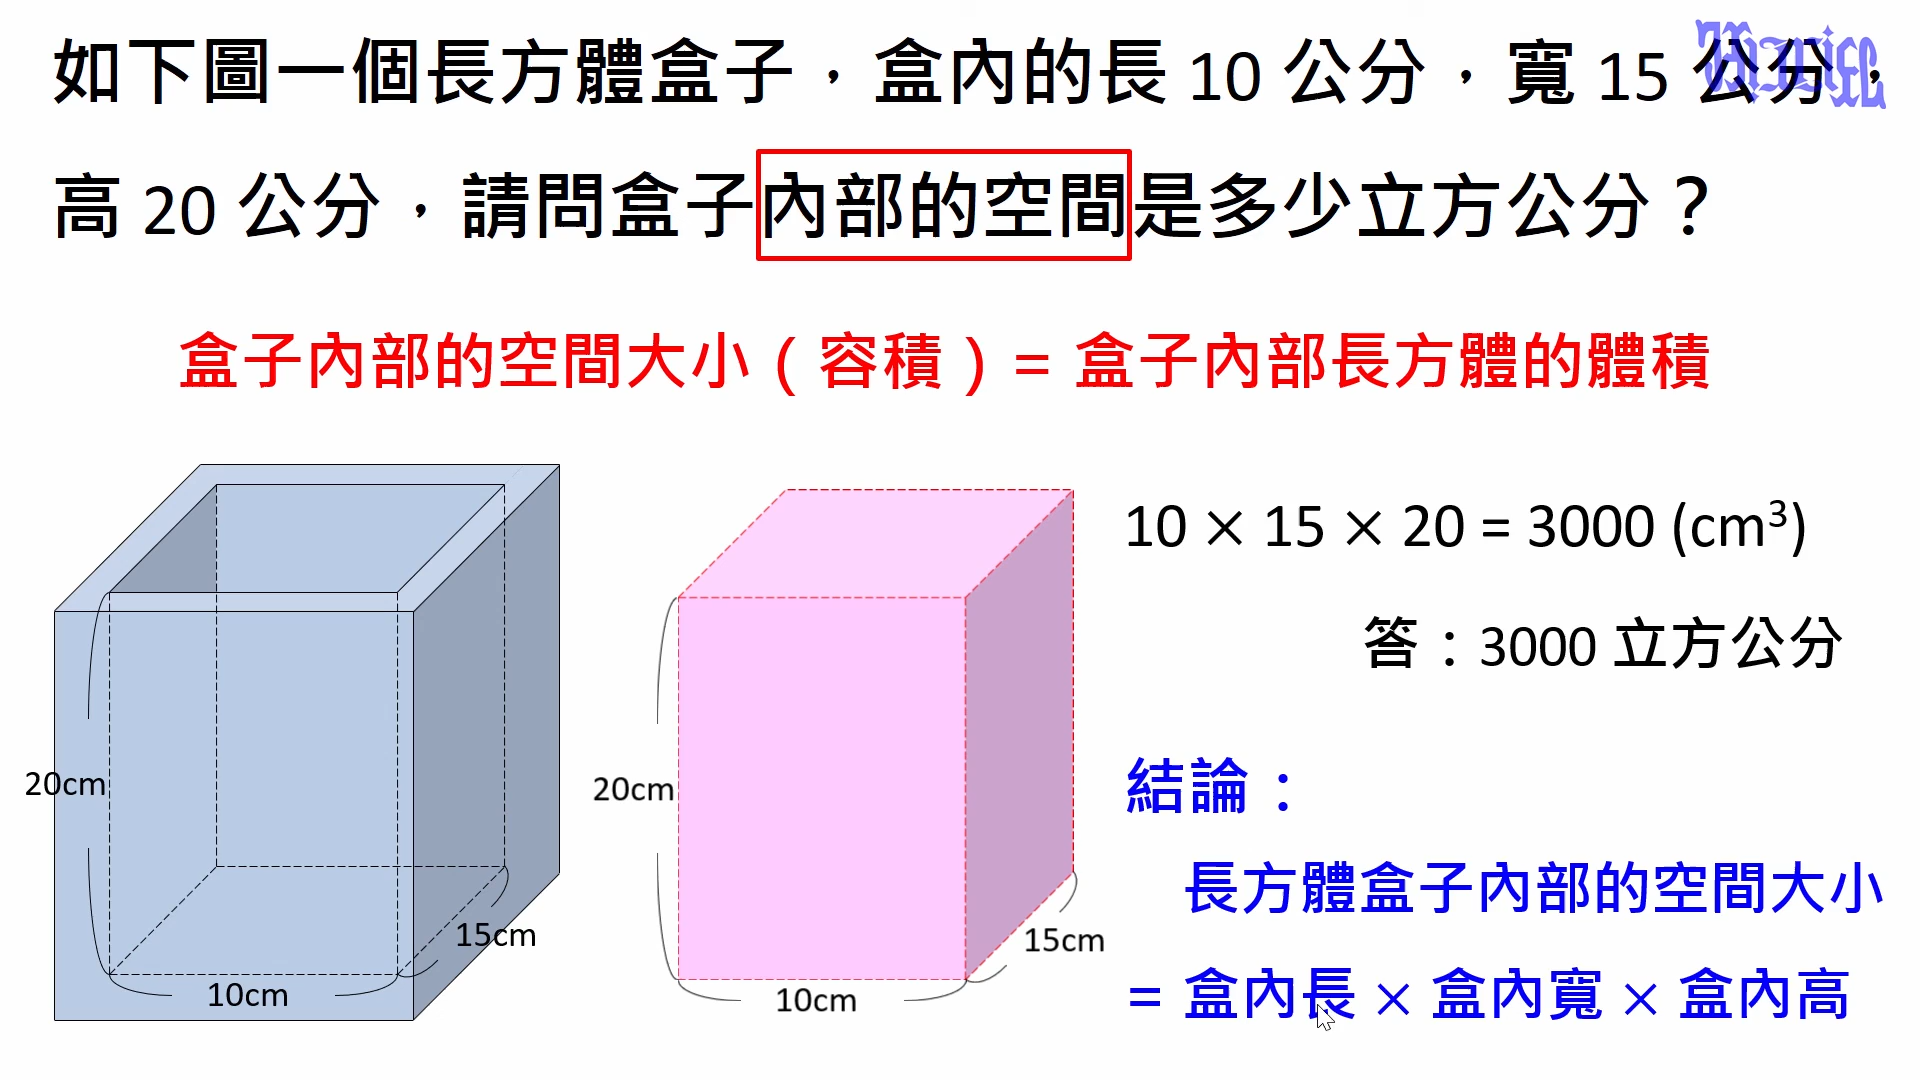 如下圖一個長方體盒子，盒內的長 10 公分，寬 15 公分，
高 20 公分，請問盒子內部的空間是多少立方公分？
盒子內部的空間大小（容積）= 盒子內部長方體的體積
20cm
15cm
10cm
20cm
15cm
10cm
10 × 15 × 20 = 3000 (cm³)
答：3000 立方公分
結論：
長方體盒子內部的空間大小
= 盒內長 × 盒內寬 × 盒內高